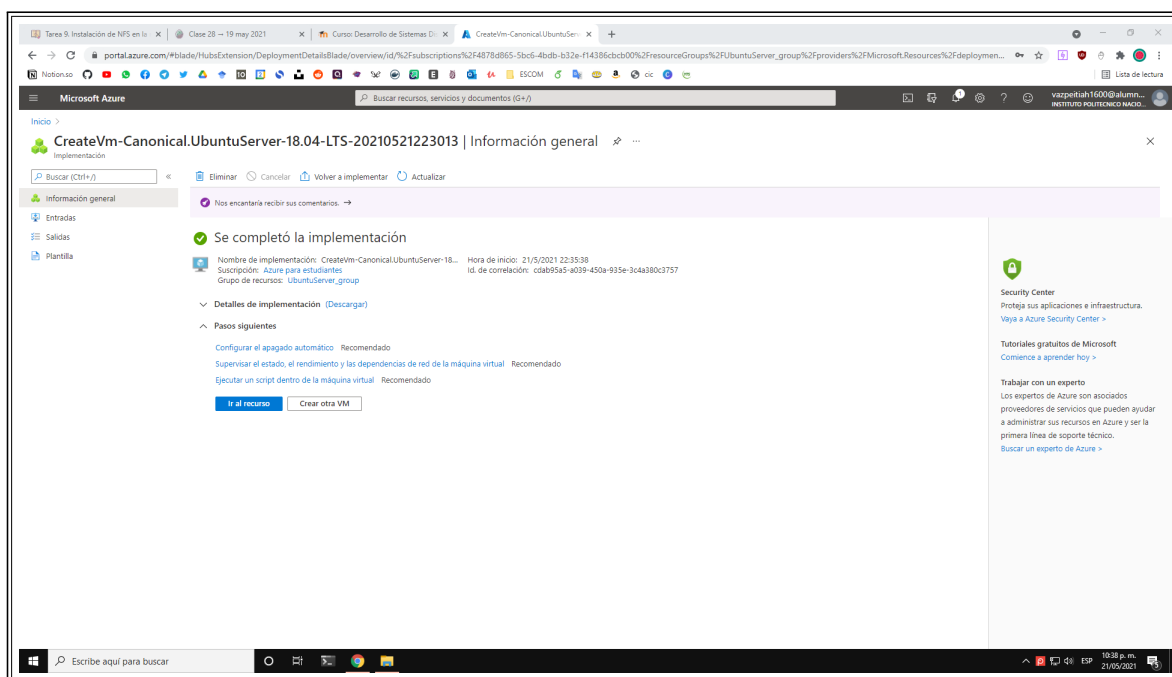 Tarea 9. Instalación de NFS en la
Clase 28 – 19 may 2021
Curso: Desarrollo de Sistemas Di
CreateVm-Canonical.UbuntuServ
portal.azure.com/#blade/HubsExtension/DeploymentDetailsBlade/overview/id/%2Fsubscriptions%2F4878d865-5bc6-4bdb-b32e-f14386cbcb00%2FresourceGroups%2FUbuntuServer_group%2Fproviders%2FMicrosoft.Resources%2Fdeploymen...
Notion.so
ESCOM
cic
Lista de lectura
Microsoft Azure
Buscar recursos, servicios y documentos (G+/)
1
vazpeitiah1600@alumn...
INSTITUTO POLITECNICO NACIO...
Inicio >
CreateVm-Canonical.UbuntuServer-18.04-LTS-20210521223013 | Información general
Implementación
Buscar (Ctrl+/)
Eliminar
Cancelar
Volver a implementar
Actualizar
Información general
Entradas
Salidas
Plantilla
Nos encantaría recibir sus comentarios. →
Se completó la implementación
Nombre de implementación: CreateVm-Canonical.UbuntuServer-18... Hora de inicio: 21/5/2021 22:35:38
Suscripción: Azure para estudiantes Id. de correlación: cdab95a5-a039-450a-935e-3c4a380c3757
Grupo de recursos: UbuntuServer_group
Detalles de implementación (Descargar)
Pasos siguientes
Configurar el apagado automático Recomendado
Supervisar el estado, el rendimiento y las dependencias de red de la máquina virtual Recomendado
Ejecutar un script dentro de la máquina virtual Recomendado
Ir al recurso
Crear otra VM
Security Center
Proteja sus aplicaciones e infraestructura.
Vaya a Azure Security Center >
Tutoriales gratuitos de Microsoft
Comience a aprender hoy >
Trabajar con un experto
Los expertos de Azure son asociados
proveedores de servicios que pueden ayudar
a administrar sus recursos en Azure y ser la
primera línea de soporte técnico.
Buscar un experto de Azure >
Escribe aquí para buscar
ESP
10:38 p. m.
21/05/2021